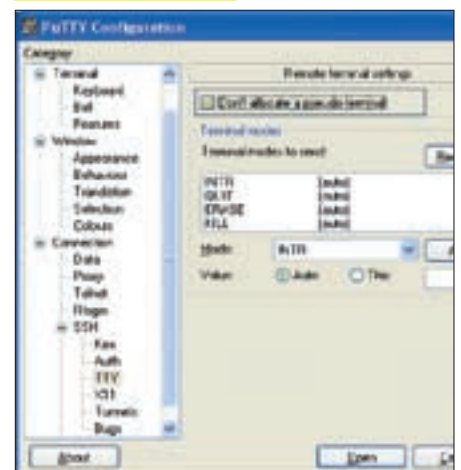 PuTTY Configuration
Category:
Terminal
Keyboard
Bell
Features
Window
Appearance
Behaviour
Translation
Selection
Colours
Connection
Data
Proxy
Telnet
Rlogin
SSH
Kex
Auth
TTY
X11
Tunnels
Bugs
Remote terminal settings
Don't allocate a pseudo-terminal
Terminal modes
Terminal modes to send:
INTR (auto)
QUIT (auto)
ERASE (auto)
KILL (auto)
Mode: INTR
Value: Auto This:
About Open